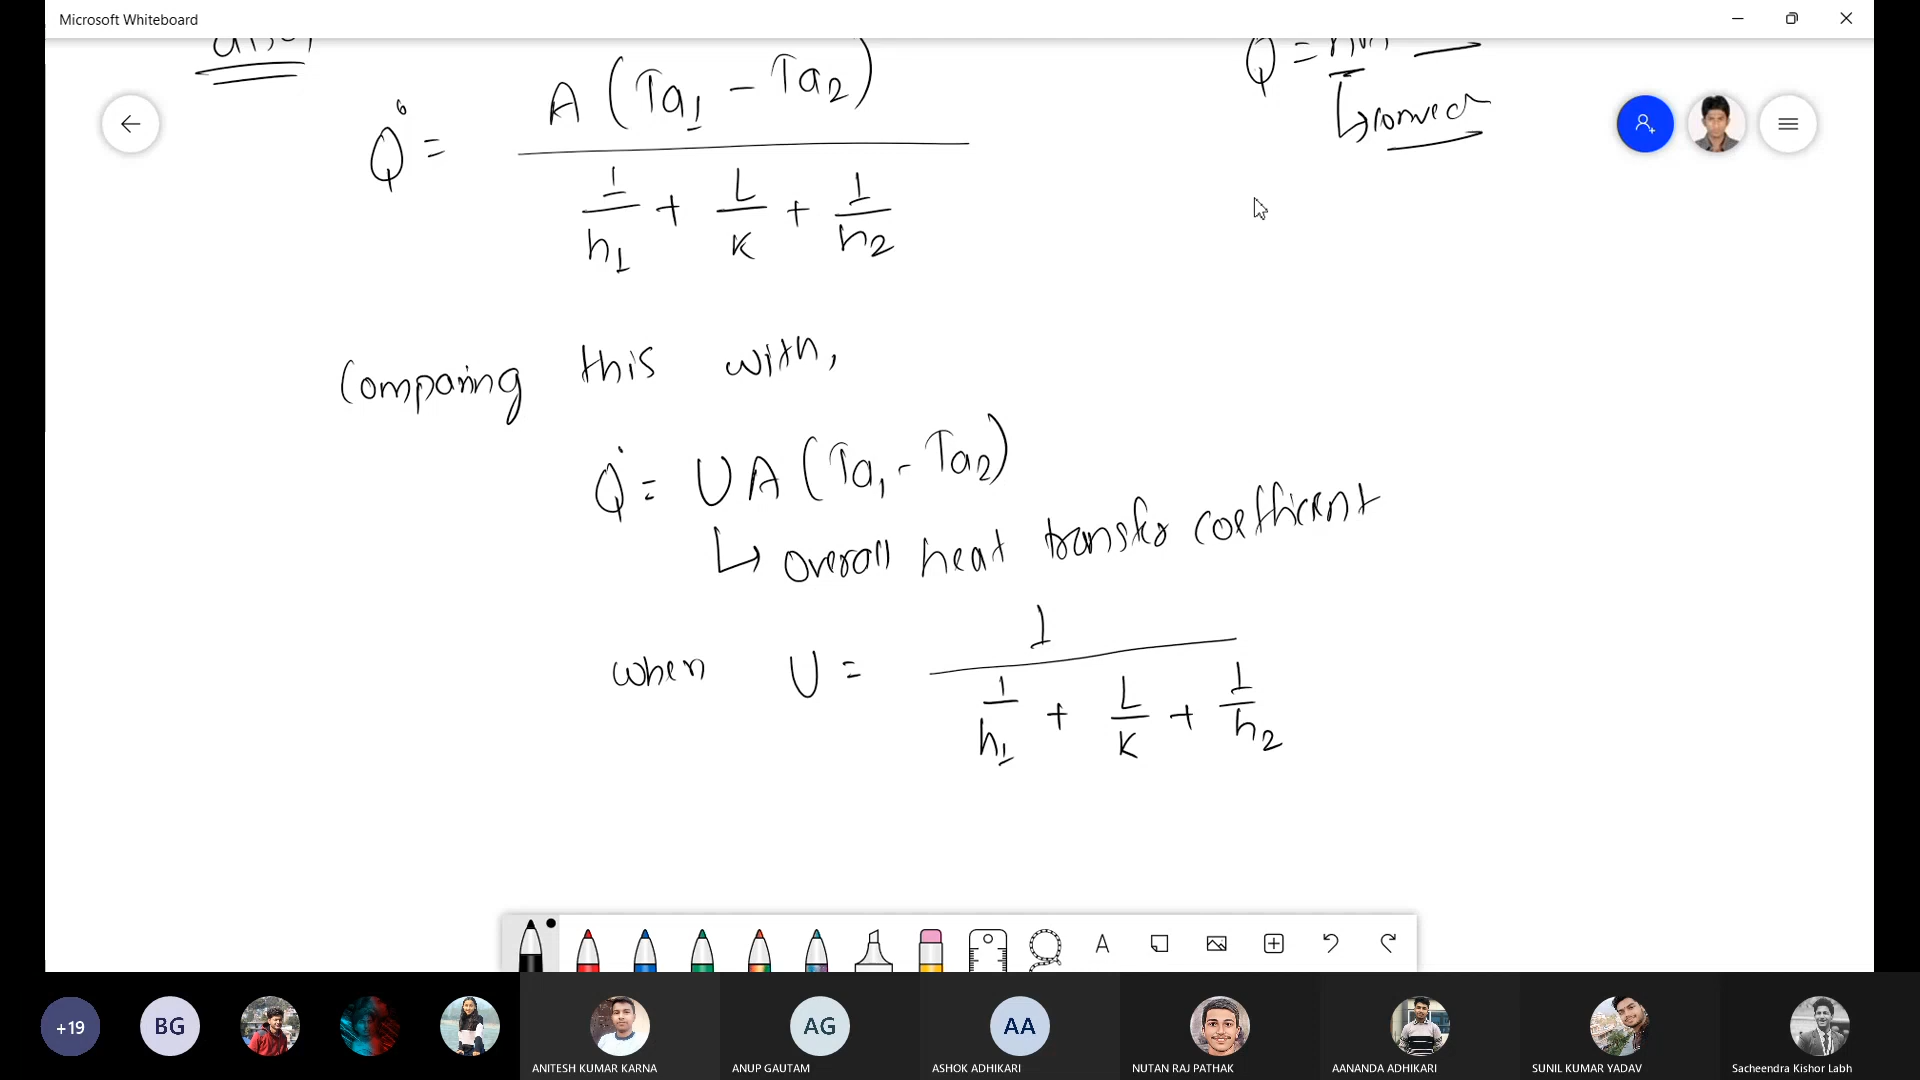 Microsoft Whiteboard
Q̇ = A (Ta₁ − Ta₂) / (1/h₁ + L/K + 1/h₂)
Q =
Comparing this with,
Q̇ = UA (Ta₁ - Ta₂)
↳ overall heat transfer coefficient
when U = 1 / (1/h₁ + L/K + 1/h₂)
A
+19
BG
AG
AA
ANITESH KUMAR KARNA
ANUP GAUTAM
ASHOK ADHIKARI
NUTAN RAJ PATHAK
AANANDA ADHIKARI
SUNIL KUMAR YADAV
Sacheendra Kishor Labh